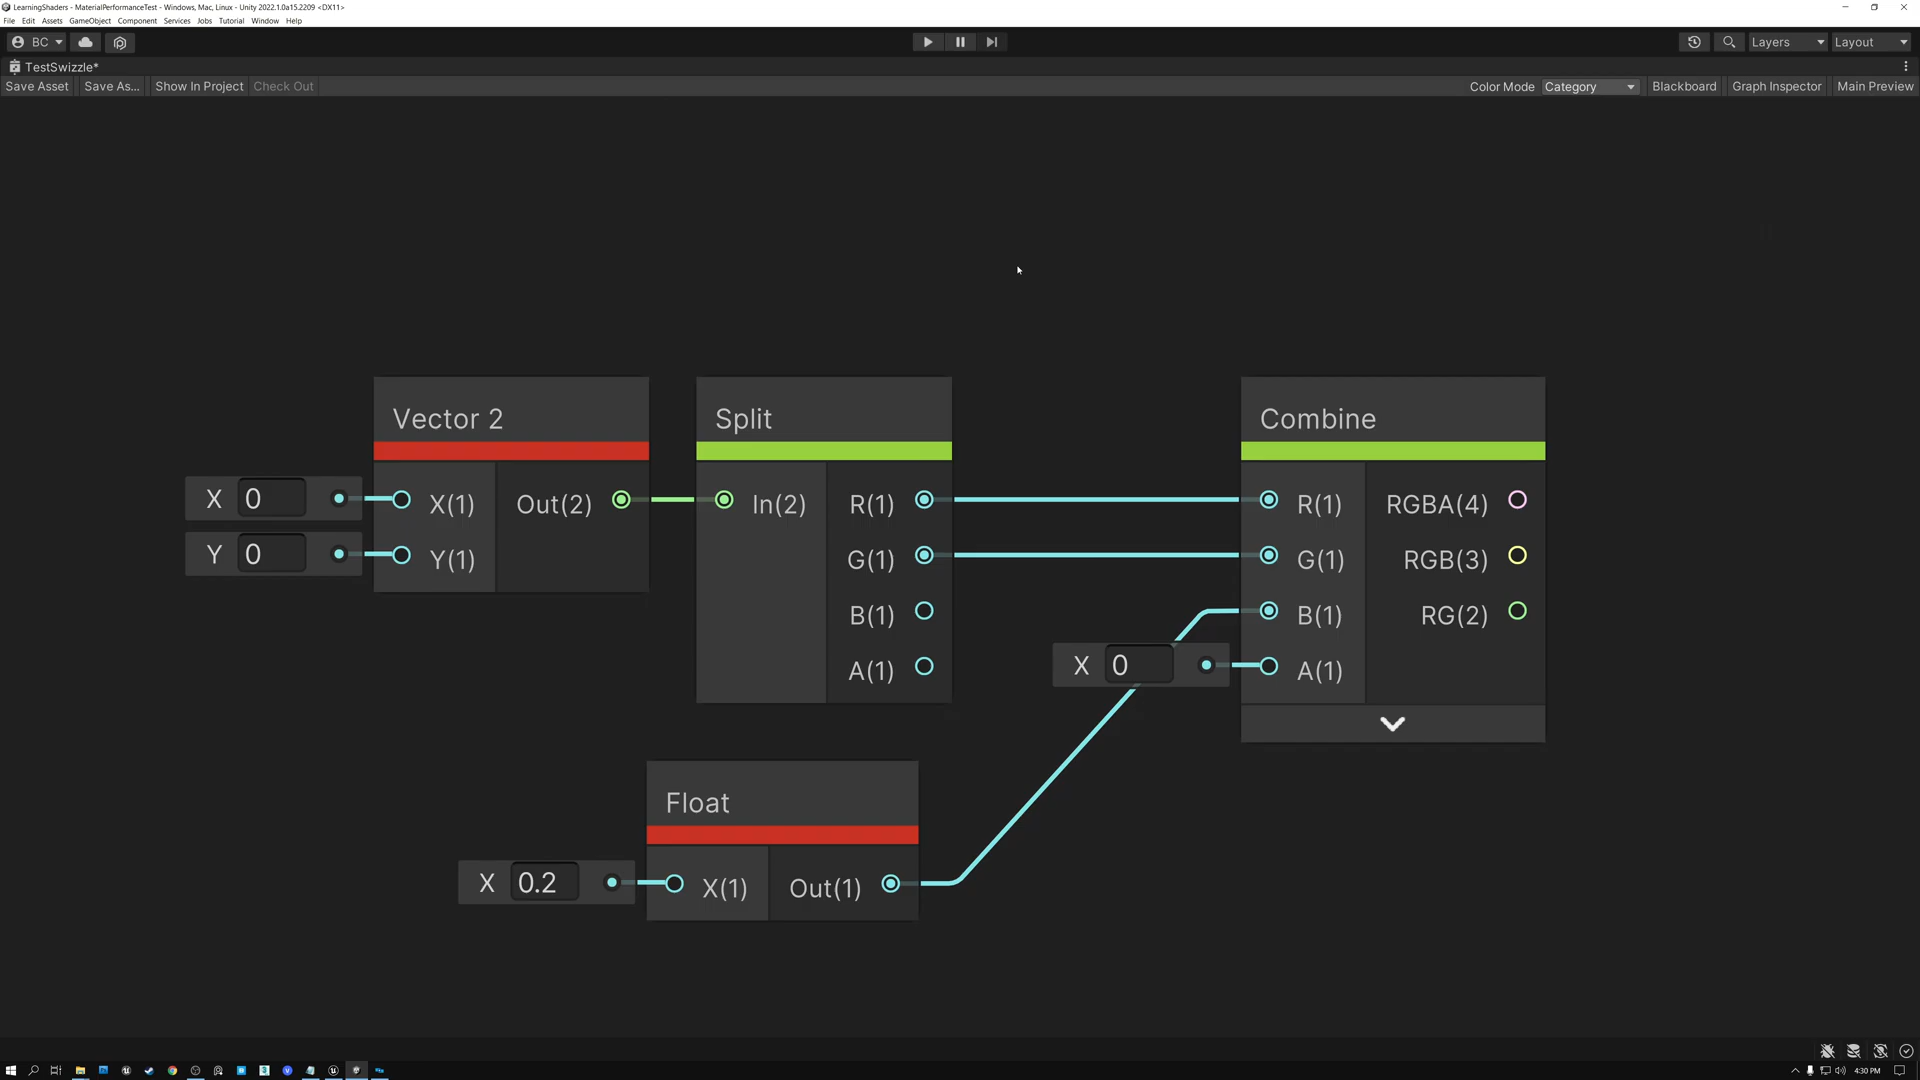 LearningShaders - MaterialPerformanceTest - Windows, Mac, Linux - Unity 2022.1.0a15.2209 <DX11>
File Edit Assets GameObject Component Services Jobs Tutorial Window Help
BC Layers Layout
TestSwizzle*
Save Asset Save As... Show In Project Check Out Color Mode Category Blackboard Graph Inspector Main Preview
Vector 2
X 0 X(1) Out(2)
Y 0 Y(1)
Split
In(2) R(1)
G(1)
B(1)
A(1)
Combine
R(1) RGBA(4)
G(1) RGB(3)
B(1) RG(2)
X 0 A(1)
Float
X 0.2 X(1) Out(1)
4:30 PM